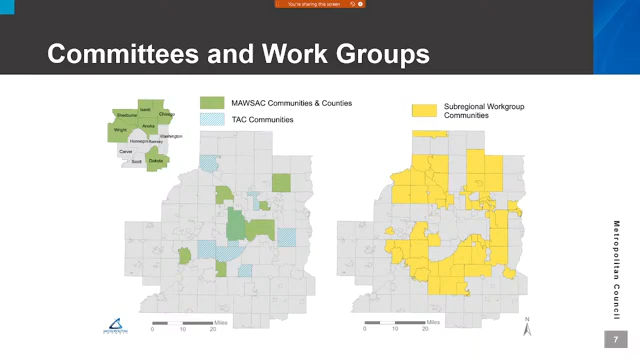 You're sharing this screen
Committees and Work Groups
MAWSAC Communities & Counties
TAC Communities
Subregional Workgroup
Communities
Isanti
Sherburne
Chisago
Wright
Anoka
Washington
Hennepin
Ramsey
Carver
Scott
Dakota
Metropolitan Council
0 10 20 Miles
0 10 20 Miles
N
METROPOLITAN
7